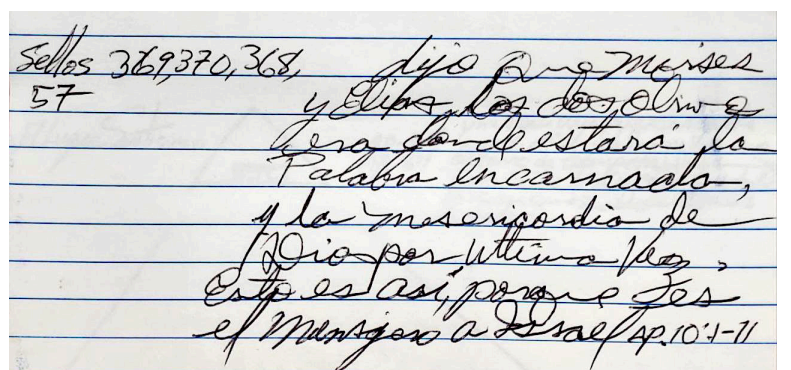 Sellos 369,370,368, dijo que Moises
57 y Elias, los dos Olivos
era donde estará la
Palabra encarnada,
y la misericordia de
Dios por ultima vez,
Esto es así, porque es
el Mensajero a Israel Ap. 10:1-11